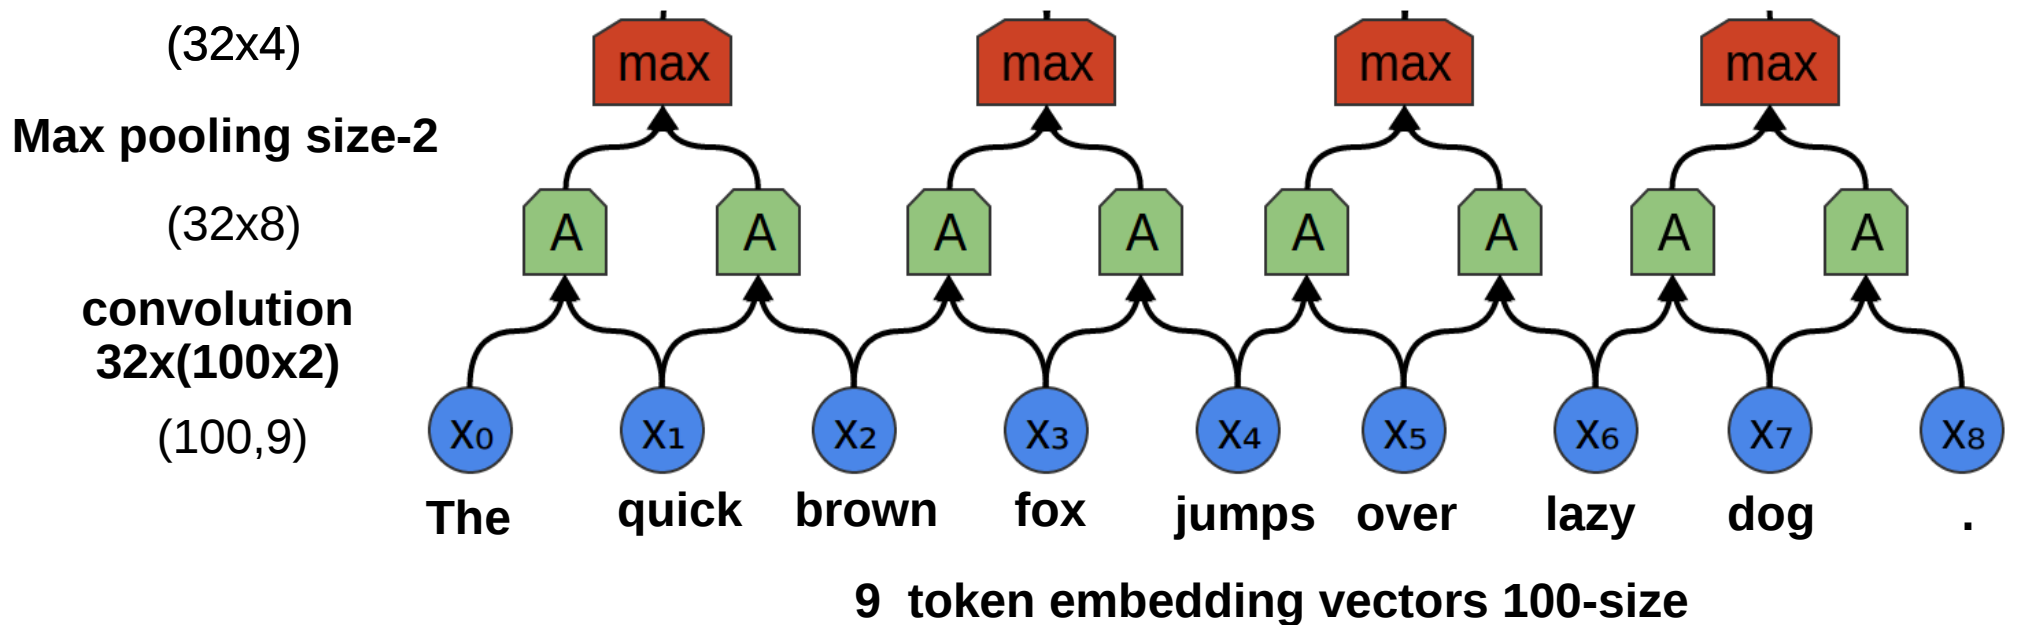 (32x4) max max max max
Max pooling size-2
(32x8) A A A A A A A A
convolution
32x(100x2)
(100,9) x₀ x₁ x₂ x₃ x₄ x₅ x₆ x₇ x₈
The quick brown fox jumps over lazy dog .
9 token embedding vectors 100-size